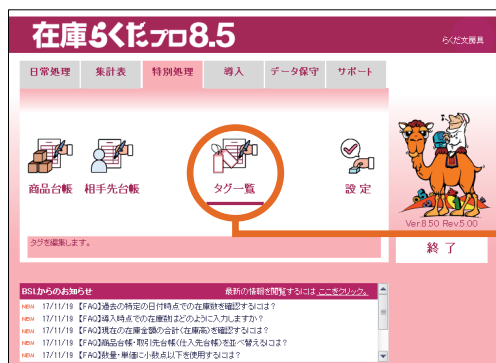 在庫らくだプロ8.5
らくだ文房具
日常処理 集計表 特別処理 導入 データ保守 サポート
商品台帳 相手先台帳 タグ一覧 設定
Ver8.50 Rev5.00
タグを編集します。
終了
BSLからのお知らせ 最新の情報を閲覧するには ここをクリック。
NEW 17/11/19 【FAQ】過去の特定の日付時点での在庫数を確認するには？
NEW 17/11/19 【FAQ】導入時点での在庫数はどのように入力しますか？
NEW 17/11/19 【FAQ】現在の在庫金額の合計(在庫高)を確認するには？
NEW 17/11/19 【FAQ】商品台帳・取引先台帳(仕入先台帳)を並べ替えるには？
NEW 17/11/19 【FAQ】数量・単価に小数点以下を使用するには？